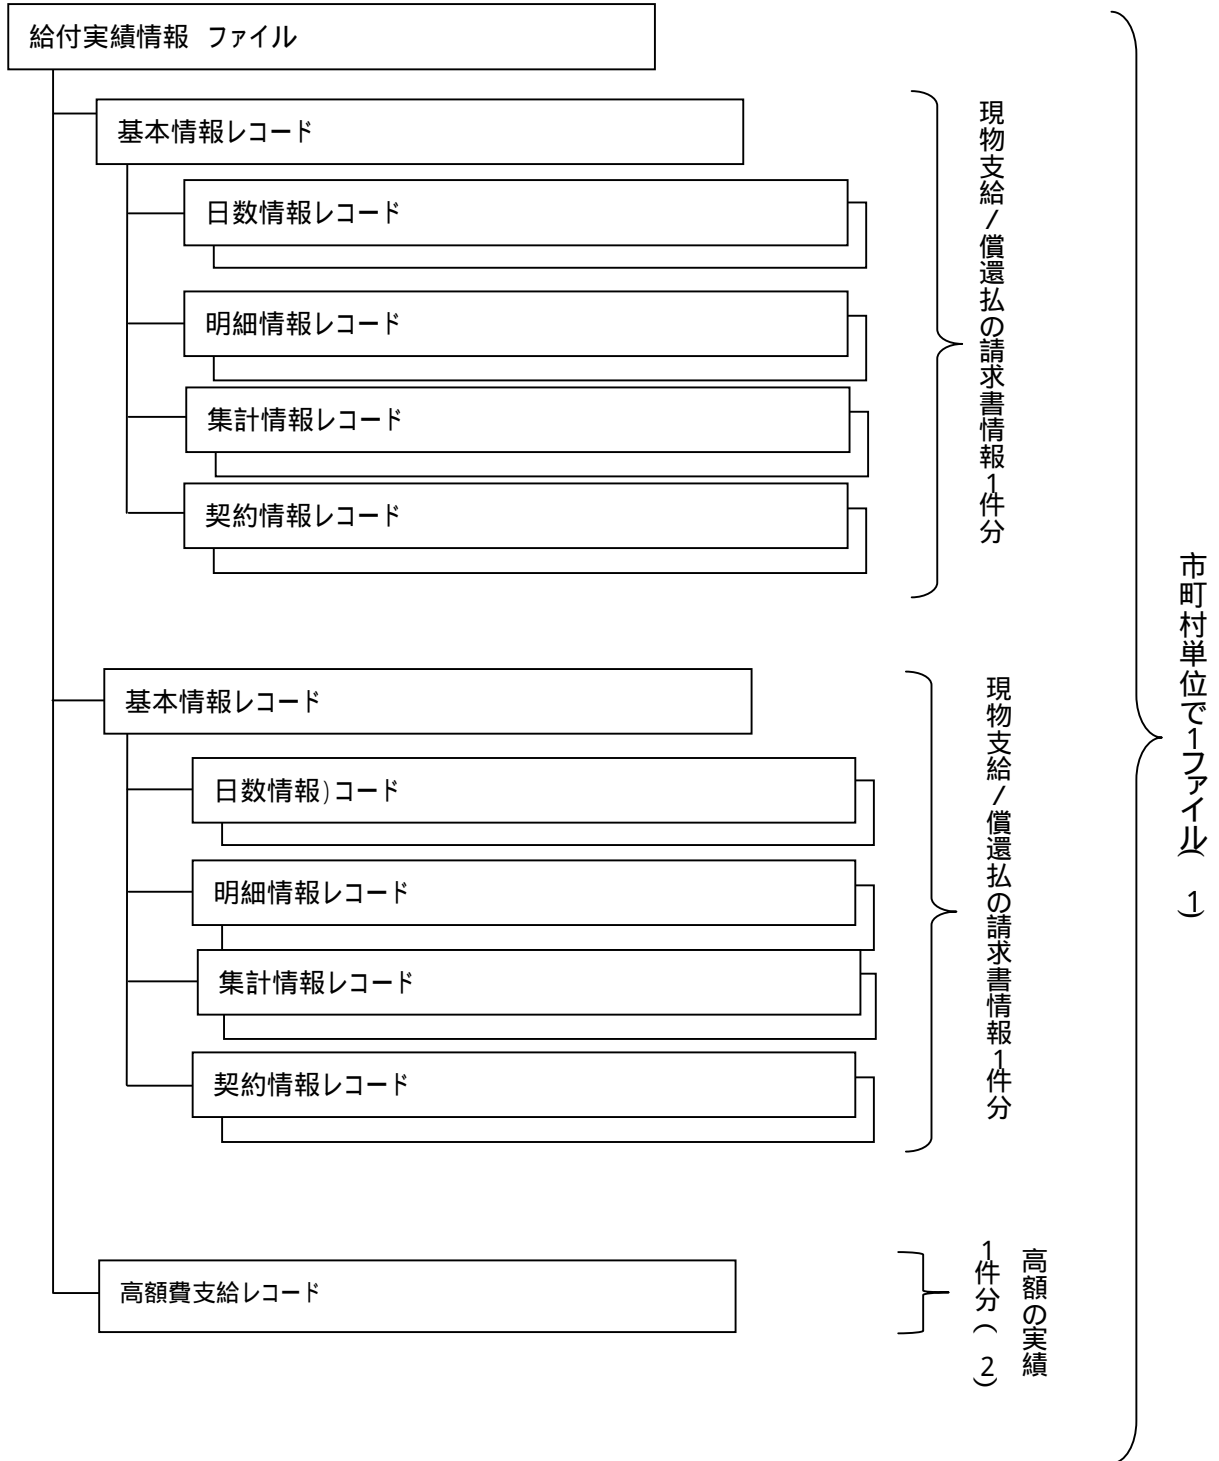 給付実績情報　ファイル
基本情報レコード
日数情報レコード
明細情報レコード
集計情報レコード
契約情報レコード
現物支給/償還払の請求書情報1件分
基本情報レコード
日数情報)コード
明細情報レコード
集計情報レコード
契約情報レコード
現物支給/償還払の請求書情報1件分
高額費支給レコード
高額の実績
1件分(　2)
市町村単位で1ファイル(　1)